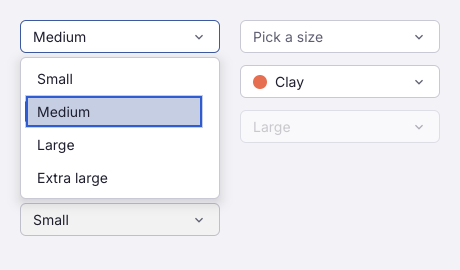 Medium
Small
Medium
Large
Extra large
Small
Pick a size
Clay
Large